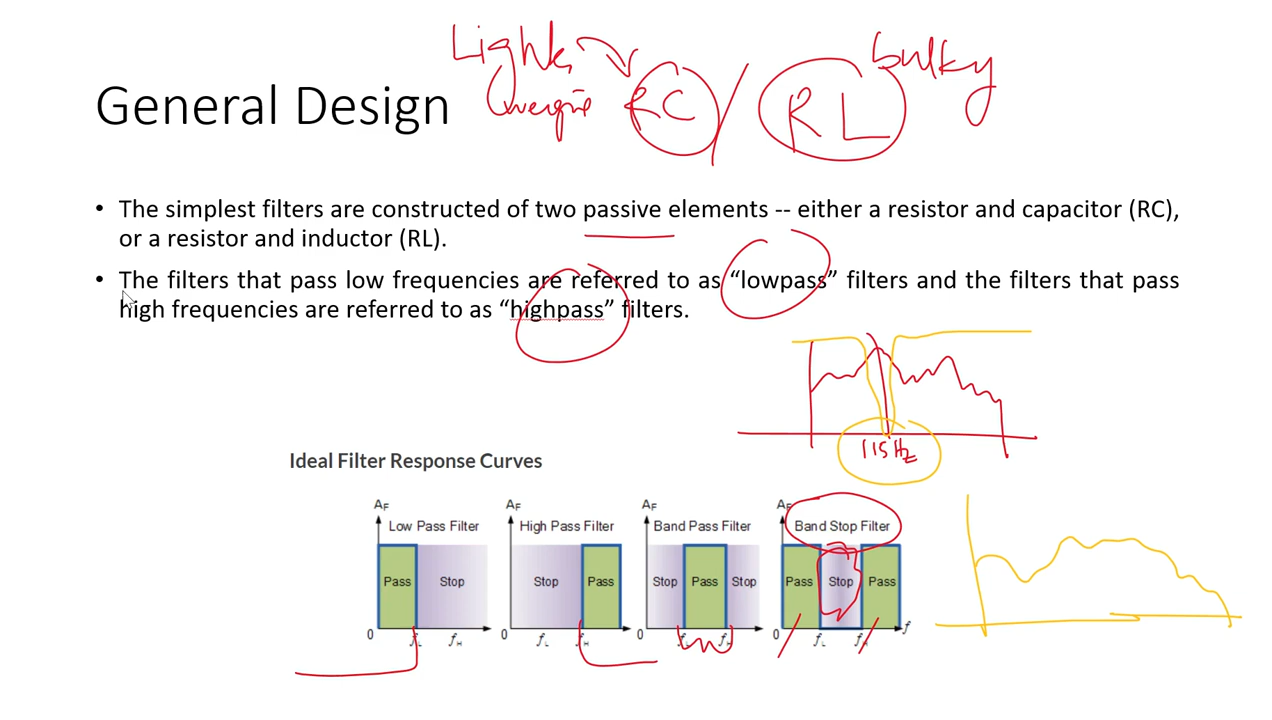 bulky
RC / RL
General Design
• The simplest filters are constructed of two passive elements -- either a resistor and capacitor (RC),
or a resistor and inductor (RL).
• The filters that pass low frequencies are referred to as “lowpass” filters and the filters that pass
high frequencies are referred to as “highpass” filters.
115 Hz
Ideal Filter Response Curves
AF AF AF AF
Low Pass Filter High Pass Filter Band Pass Filter Band Stop Filter
Pass Stop Stop Pass Stop Pass Stop Pass Stop Pass
0 fL fH 0 fL fH 0 fL fH 0 fL fH f